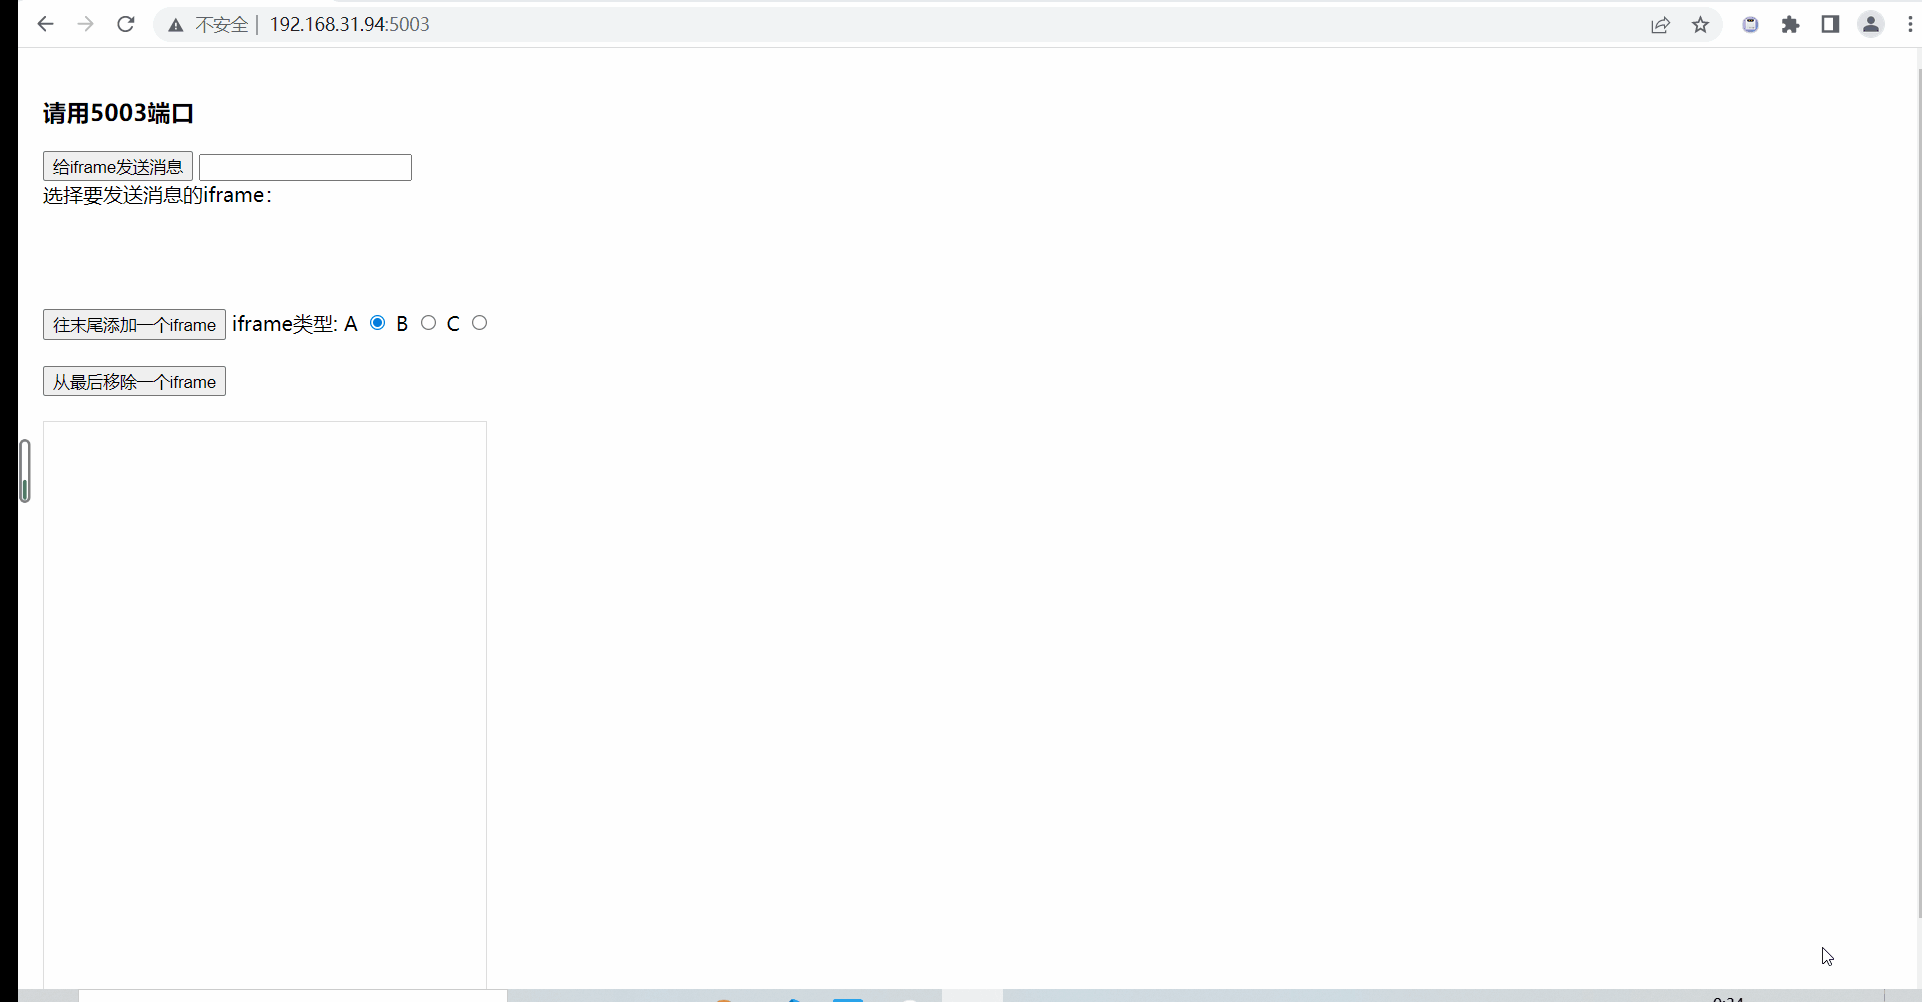 不安全 | 192.168.31.94:5003
请用5003端口
给iframe发送消息
选择要发送消息的iframe：
往末尾添加一个iframe iframe类型: A B C
从最后移除一个iframe